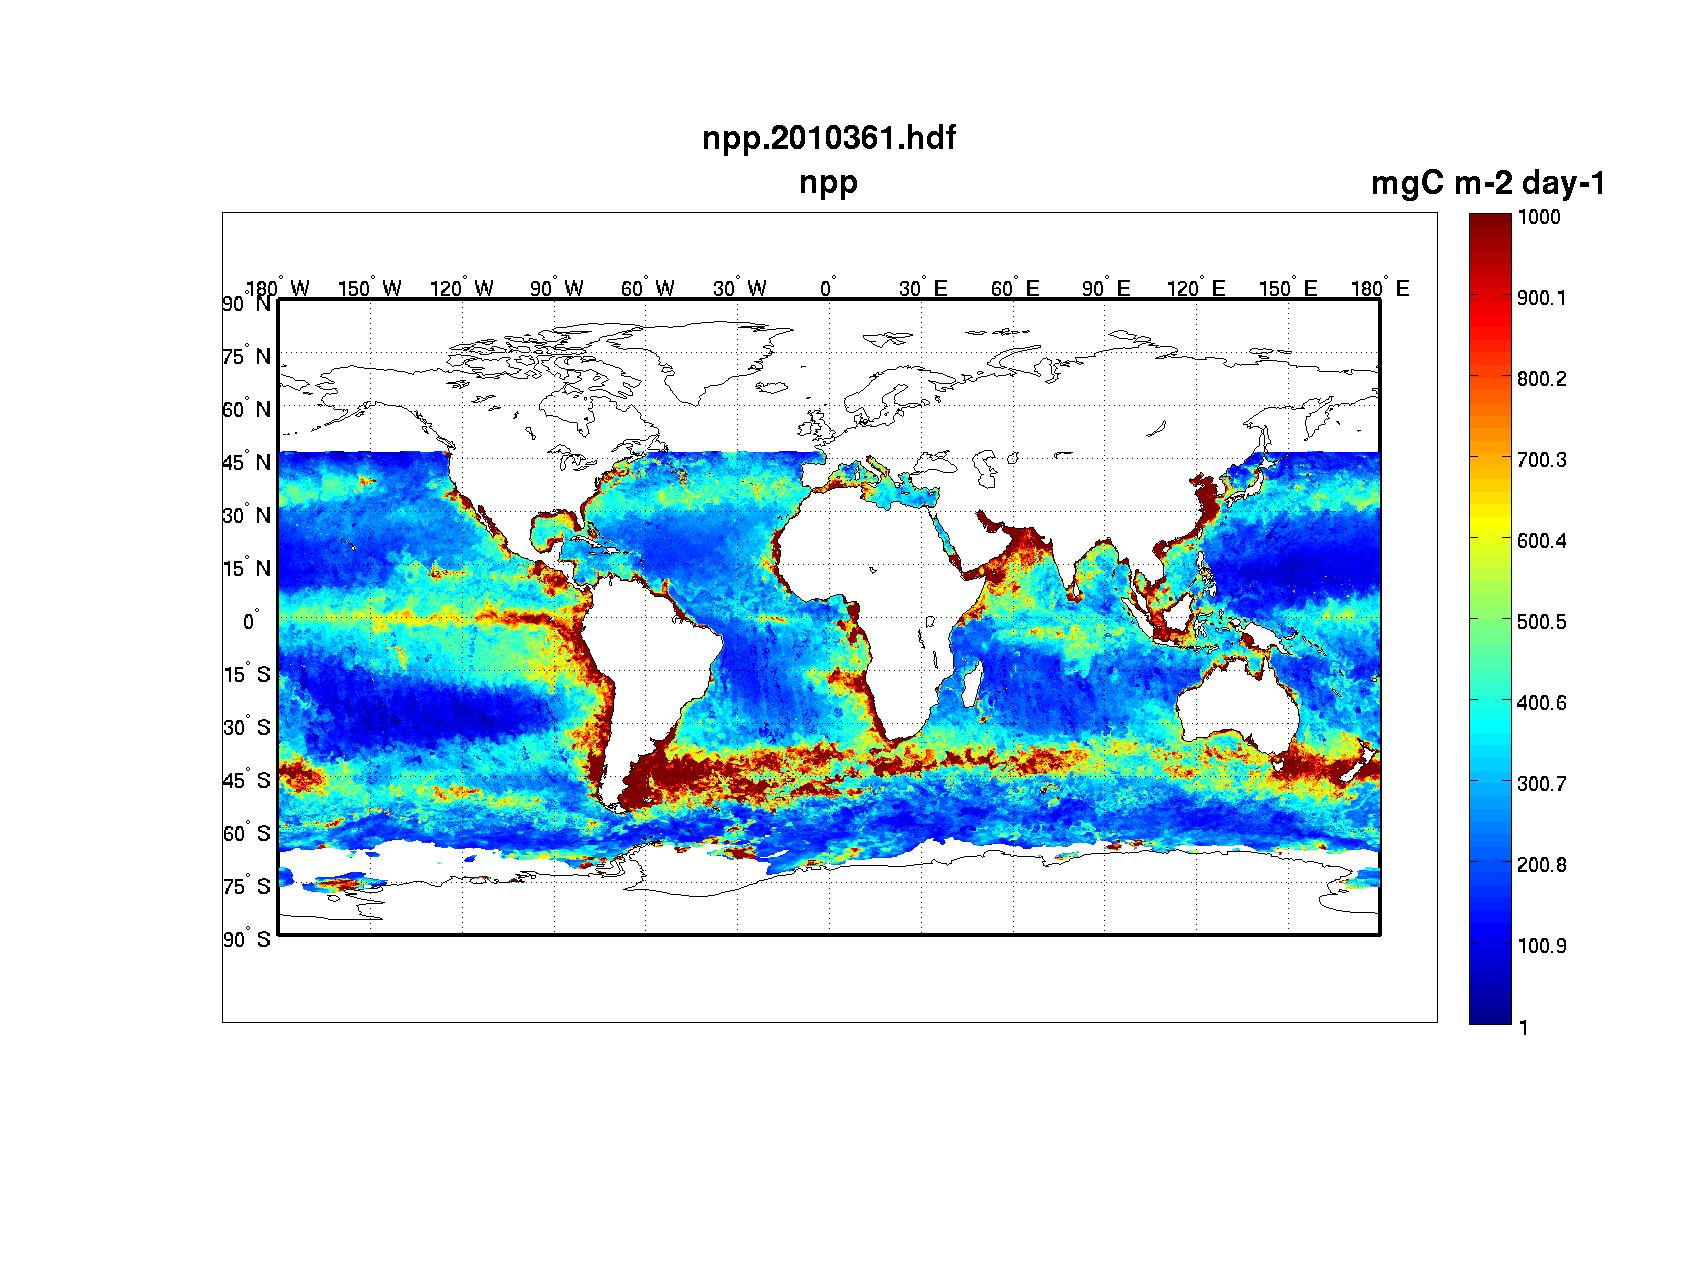 npp.2010361.hdf
npp
mgC m-2 day-1
180° W 150° W 120° W 90° W 60° W 30° W 0° 30° E 60° E 90° E 120° E 150° E 180° E
90° N
75° N
60° N
45° N
30° N
15° N
0°
15° S
30° S
45° S
60° S
75° S
90° S
1000
900.1
800.2
700.3
600.4
500.5
400.6
300.7
200.8
100.9
1